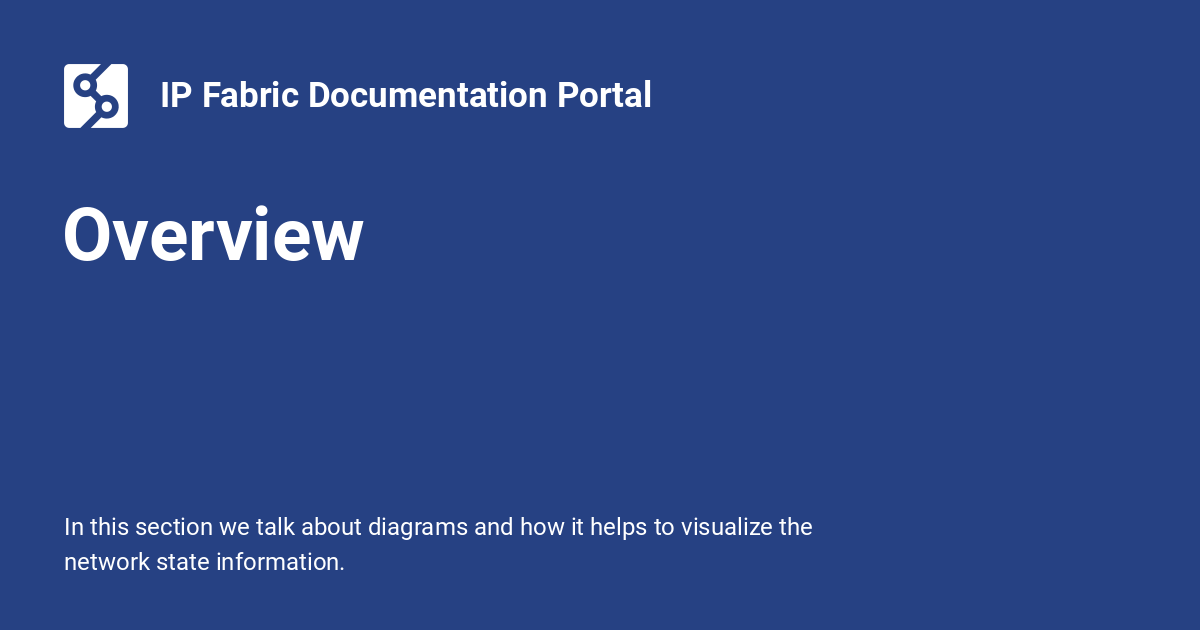 IP Fabric Documentation Portal
Overview
In this section we talk about diagrams and how it helps to visualize the
network state information.